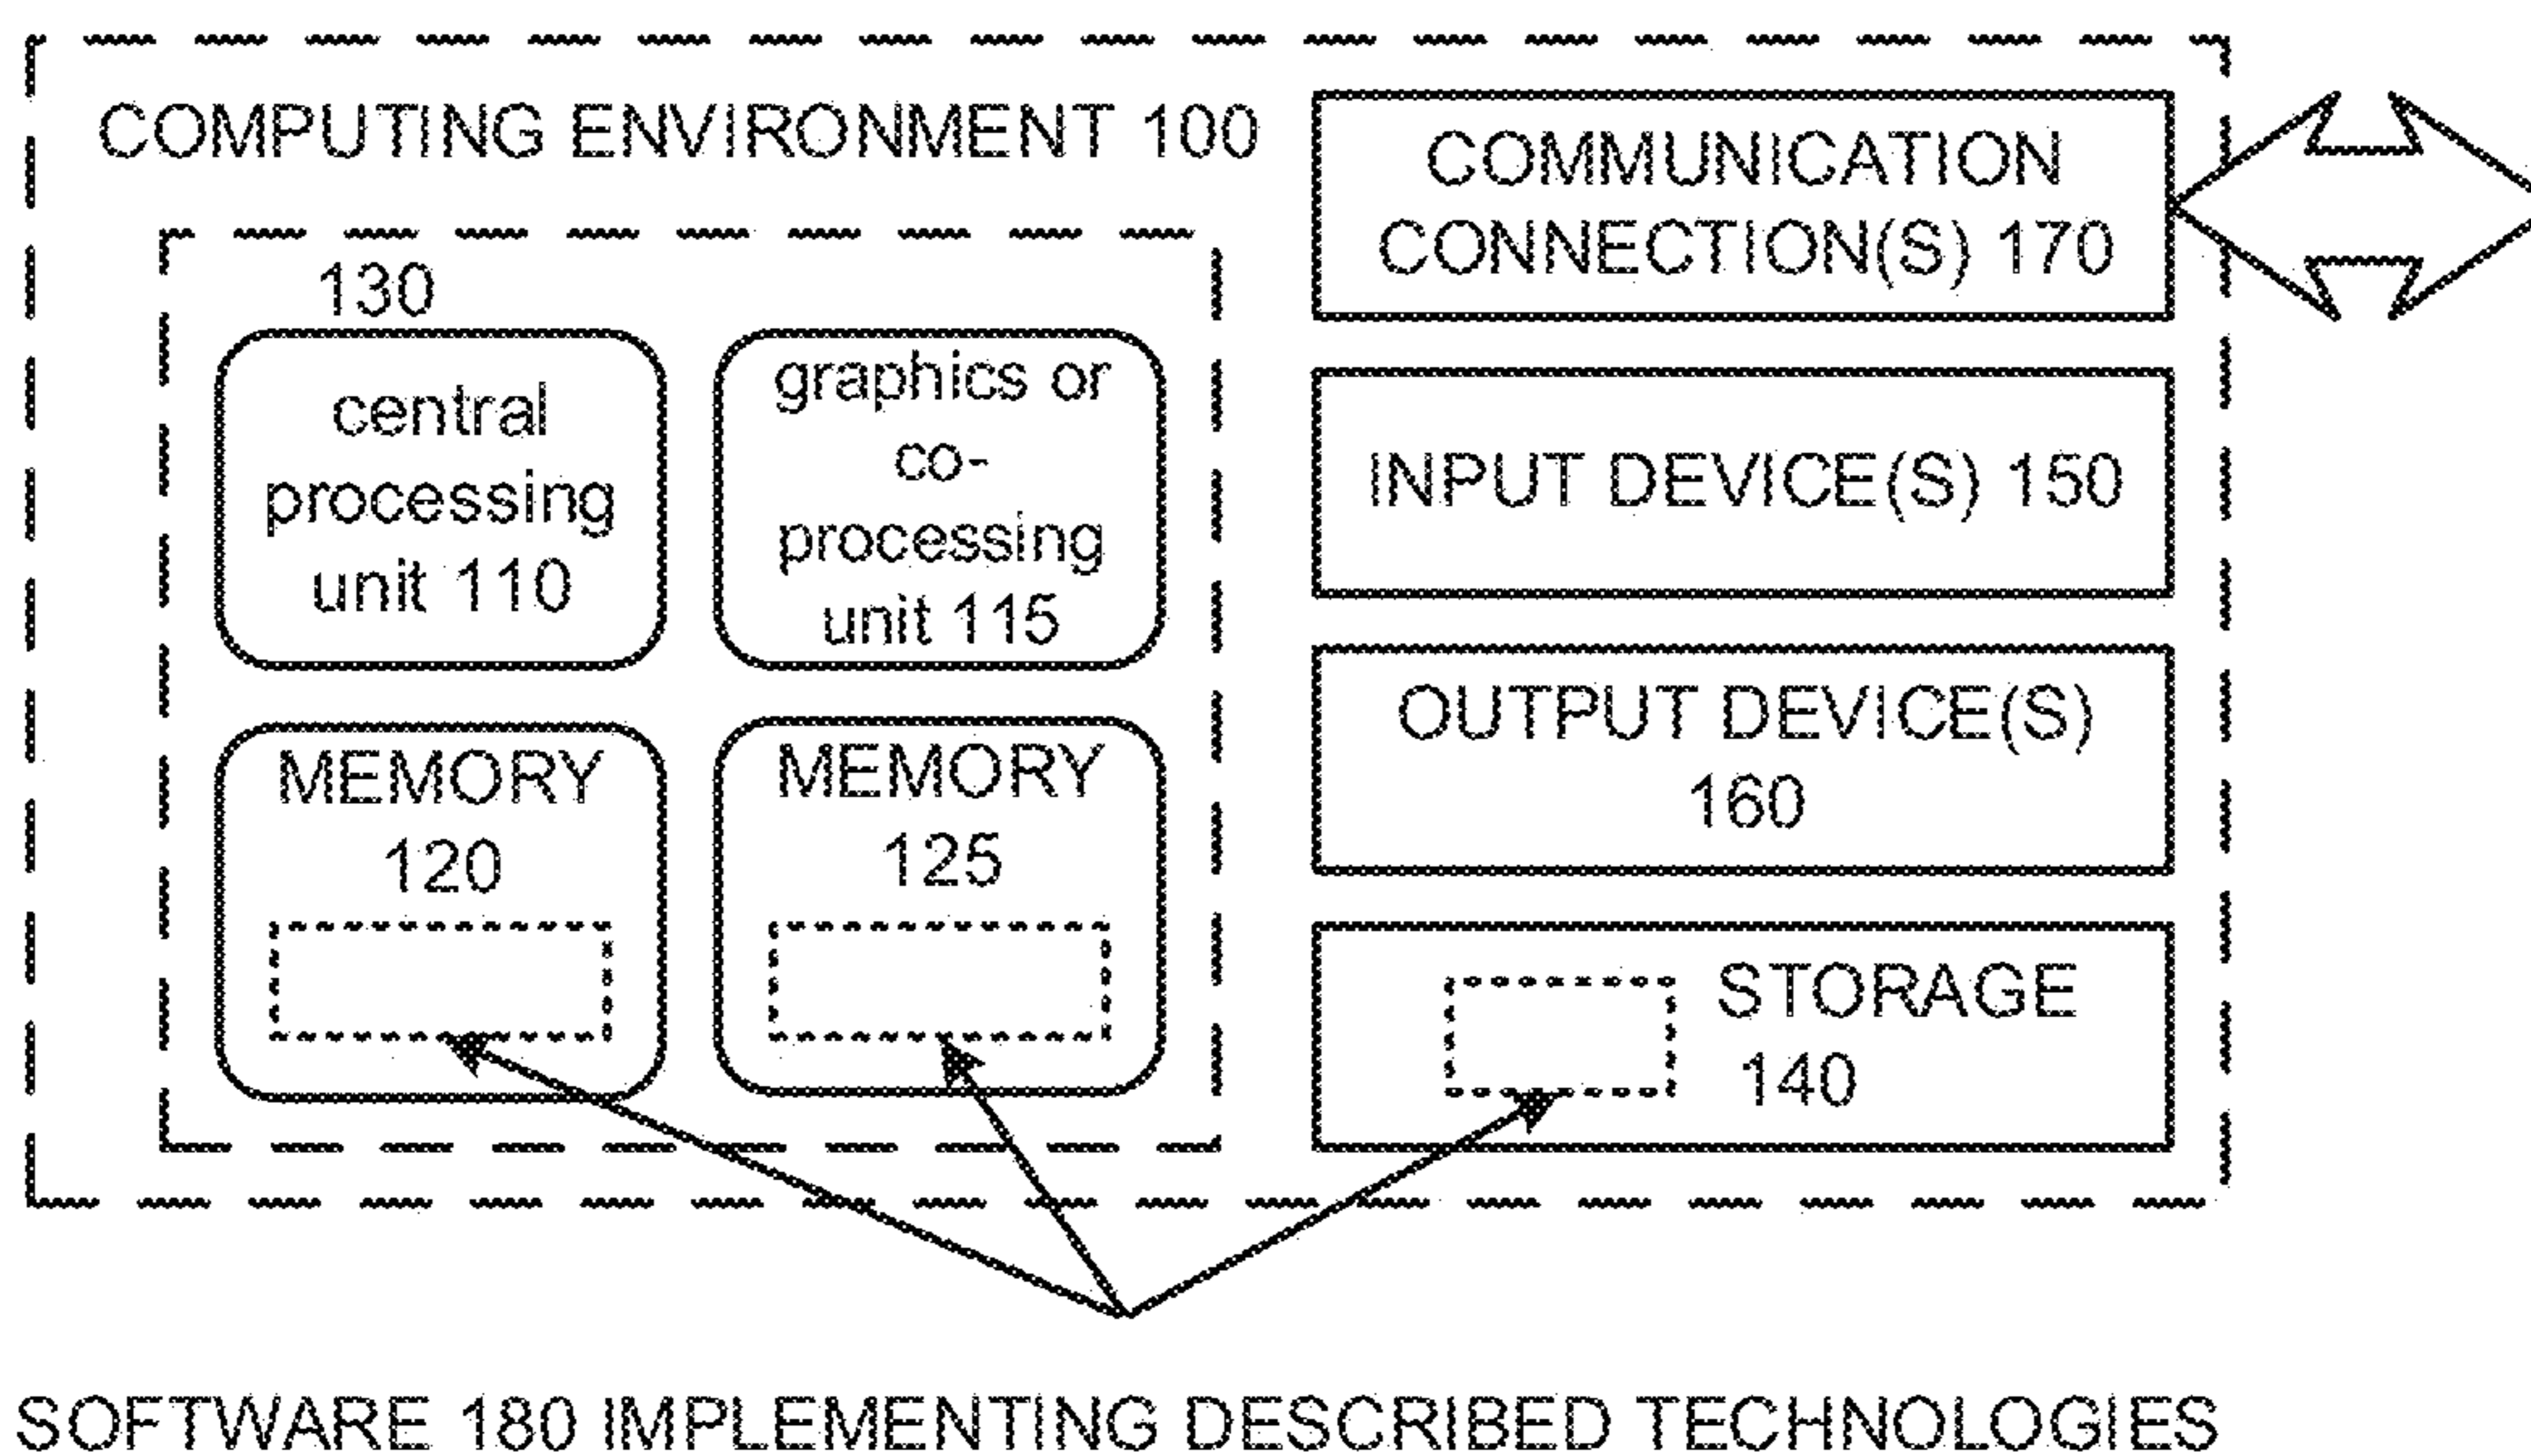 COMPUTING ENVIRONMENT 100
130
central
processing
unit 110
graphics or
co-
processing
unit 115
MEMORY
120
MEMORY
125
COMMUNICATION
CONNECTION(S) 170
INPUT DEVICE(S) 150
OUTPUT DEVICE(S)
160
STORAGE
140
SOFTWARE 180 IMPLEMENTING DESCRIBED TECHNOLOGIES